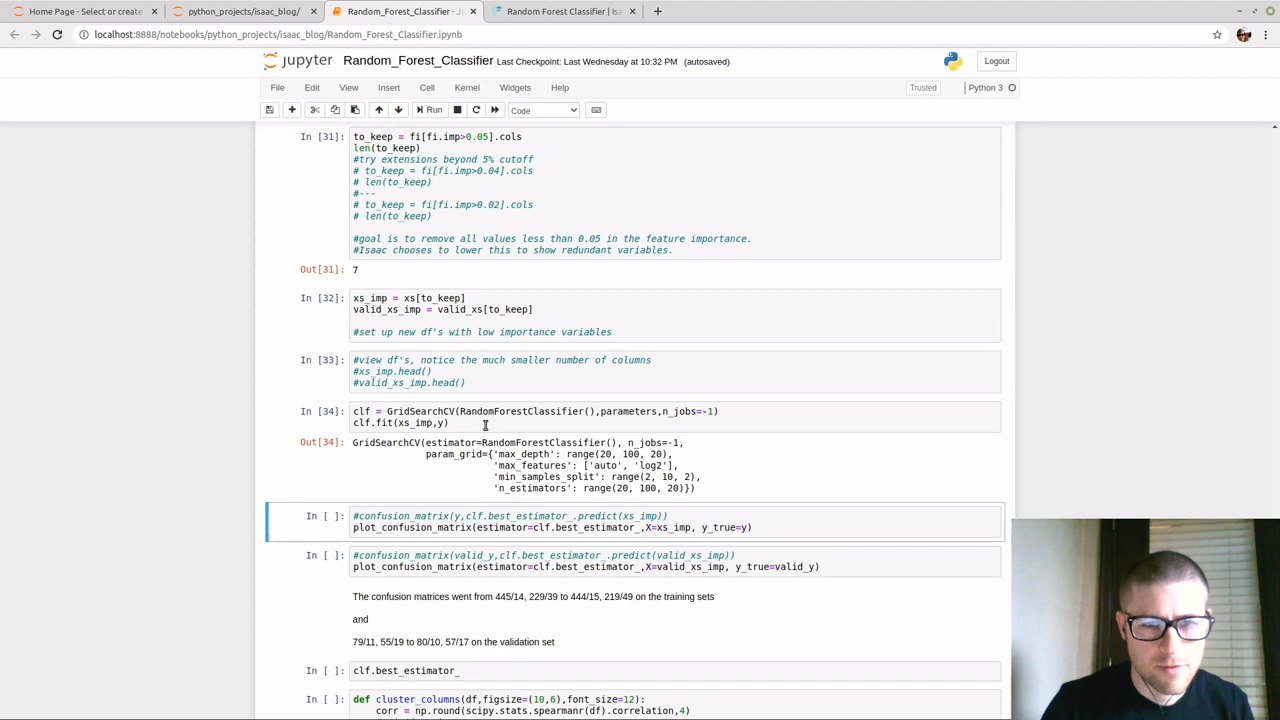 Home Page - Select or create
python_projects/isaac_blog/
Random_Forest_Classifier - J
Random Forest Classifier | Isa
localhost:8888/notebooks/python_projects/isaac_blog/Random_Forest_Classifier.ipynb
jupyter Random_Forest_Classifier Last Checkpoint: Last Wednesday at 10:32 PM (autosaved) Logout
File Edit View Insert Cell Kernel Widgets Help Trusted Python 3
Run Code
In [31]: to_keep = fi[fi.imp>0.05].cols
len(to_keep)
#try extensions beyond 5% cutoff
# to_keep = fi[fi.imp>0.04].cols
# len(to_keep)
#---
# to_keep = fi[fi.imp>0.02].cols
# len(to_keep)
#goal is to remove all values less than 0.05 in the feature importance.
#Isaac chooses to lower this to show redundant variables.
Out[31]: 7
In [32]: xs_imp = xs[to_keep]
valid_xs_imp = valid_xs[to_keep]
#set up new df's with low importance variables
In [33]: #view df's, notice the much smaller number of columns
#xs_imp.head()
#valid_xs_imp.head()
In [34]: clf = GridSearchCV(RandomForestClassifier(),parameters,n_jobs=-1)
clf.fit(xs_imp,y)
Out[34]: GridSearchCV(estimator=RandomForestClassifier(), n_jobs=-1,
param_grid={'max_depth': range(20, 100, 20),
'max_features': ['auto', 'log2'],
'min_samples_split': range(2, 10, 2),
'n_estimators': range(20, 100, 20)})
In [ ]: #confusion_matrix(y,clf.best_estimator_.predict(xs_imp))
plot_confusion_matrix(estimator=clf.best_estimator_,X=xs_imp, y_true=y)
In [ ]: #confusion_matrix(valid_y,clf.best_estimator_.predict(valid_xs_imp))
plot_confusion_matrix(estimator=clf.best_estimator_,X=valid_xs_imp, y_true=valid_y)
The confusion matrices went from 445/14, 229/39 to 444/15, 219/49 on the training sets
and
79/11, 55/19 to 80/10, 57/17 on the validation set
In [ ]: clf.best_estimator_
In [ ]: def cluster_columns(df,figsize=(10,6),font_size=12):
corr = np.round(scipy.stats.spearmanr(df).correlation,4)